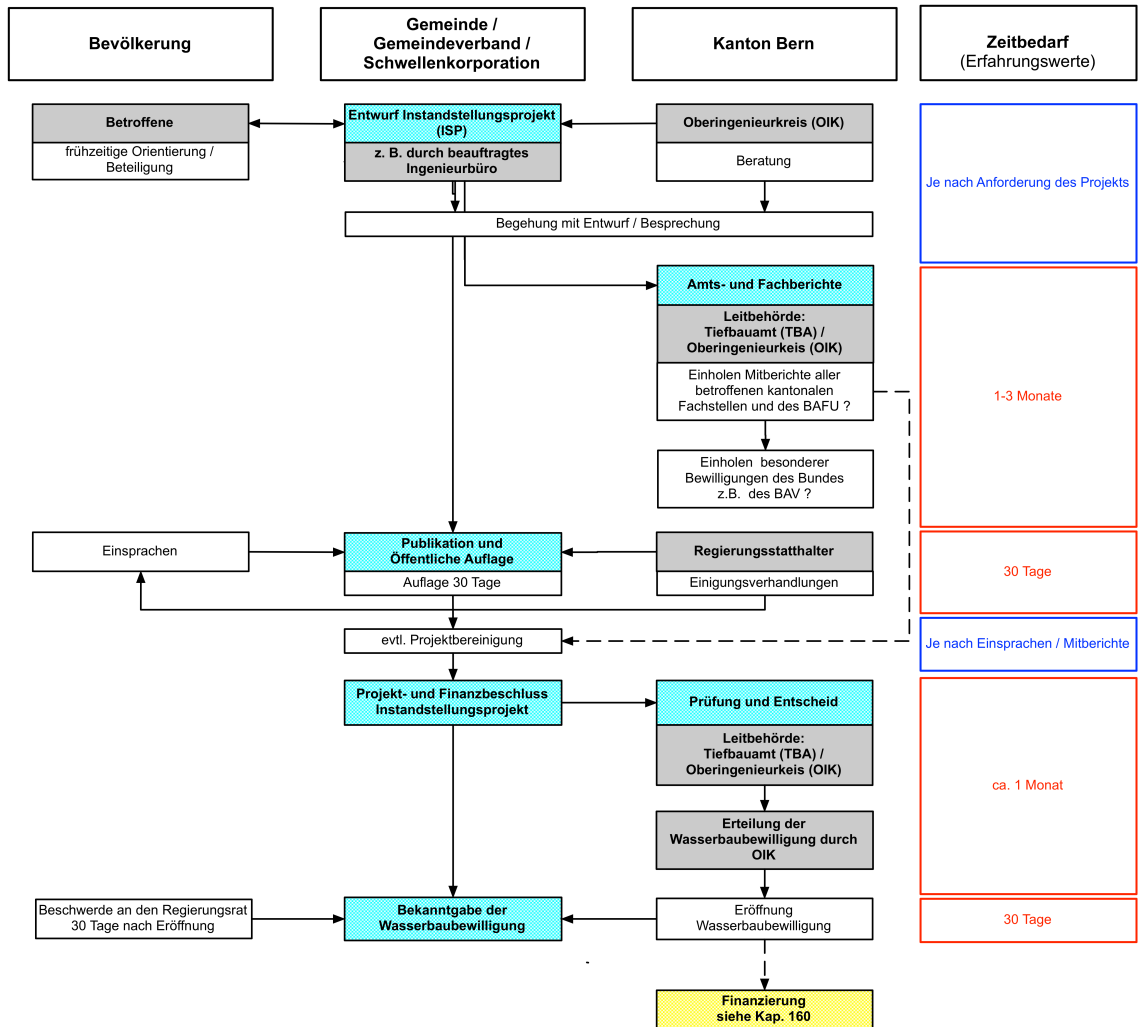 Bevölkerung
Gemeinde /
Gemeindeverband /
Schwellenkorporation
Kanton Bern
Zeitbedarf
(Erfahrungswerte)
Betroffene
frühzeitige Orientierung /
Beteiligung
Entwurf Instandstellungsprojekt
(ISP)
z. B. durch beauftragtes
Ingenieurbüro
Oberingenieurkreis (OIK)
Beratung
Je nach Anforderung des Projekts
Begehung mit Entwurf / Besprechung
Amts- und Fachberichte
Leitbehörde:
Tiefbauamt (TBA) /
Oberingenieurkeis (OIK)
Einholen Mitberichte aller
betroffenen kantonalen
Fachstellen und des BAFU ?
1-3 Monate
Einholen besonderer
Bewilligungen des Bundes
z.B. des BAV ?
Einsprachen
Publikation und
Öffentliche Auflage
Auflage 30 Tage
Regierungsstatthalter
Einigungsverhandlungen
30 Tage
evtl. Projektbereinigung
Je nach Einsprachen / Mitberichte
Projekt- und Finanzbeschluss
Instandstellungsprojekt
Prüfung und Entscheid
Leitbehörde:
Tiefbauamt (TBA) /
Oberingenieurkeis (OIK)
ca. 1 Monat
Erteilung der
Wasserbaubewilligung durch
OIK
Beschwerde an den Regierungsrat
30 Tage nach Eröffnung
Bekanntgabe der
Wasserbaubewilligung
Eröffnung
Wasserbaubewilligung
30 Tage
Finanzierung
siehe Kap. 160